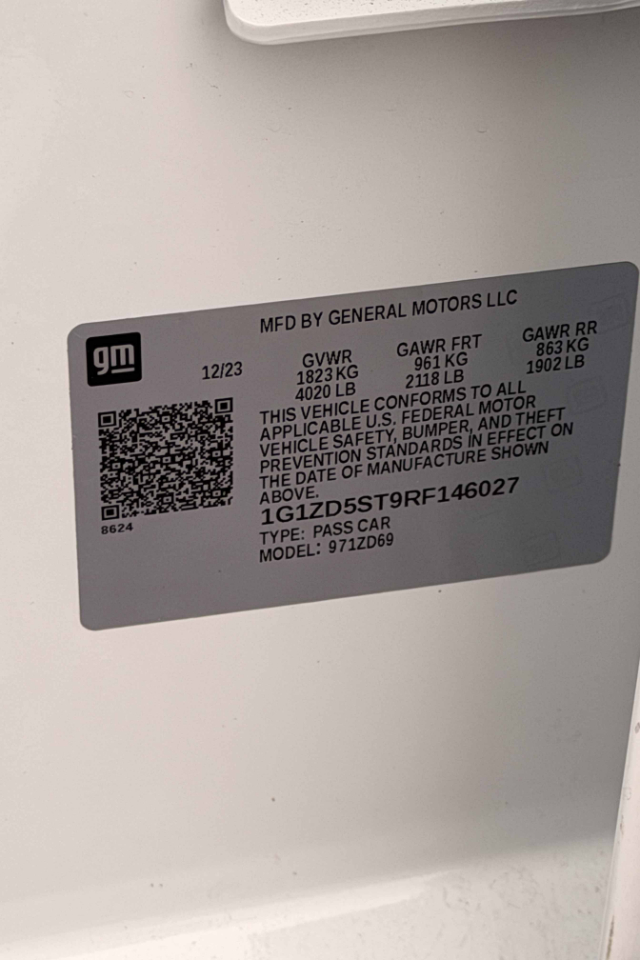 MFD BY GENERAL MOTORS LLC
gm
12/23
GVWR
1823 KG
4020 LB
GAWR FRT
961 KG
2118 LB
GAWR RR
863 KG
1902 LB
THIS VEHICLE CONFORMS TO ALL
APPLICABLE U.S. FEDERAL MOTOR
VEHICLE SAFETY, BUMPER, AND THEFT
PREVENTION STANDARDS IN EFFECT ON
THE DATE OF MANUFACTURE SHOWN
ABOVE.
1G1ZD5ST9RF146027
TYPE: PASS CAR
MODEL: 971ZD69
8624